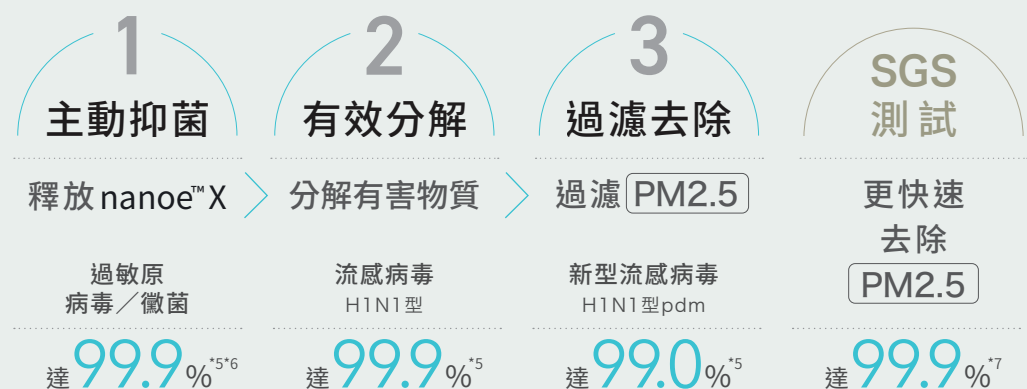 1
主動抑菌
釋放nanoe™X
過敏原
病毒／黴菌
達99.9%*5*6
2
有效分解
分解有害物質
流感病毒
H1N1型
達99.9%*5
3
過濾去除
過濾PM2.5
新型流感病毒
H1N1型pdm
達99.0%*5
SGS
測試
更快速
去除
PM2.5
達99.9%*7